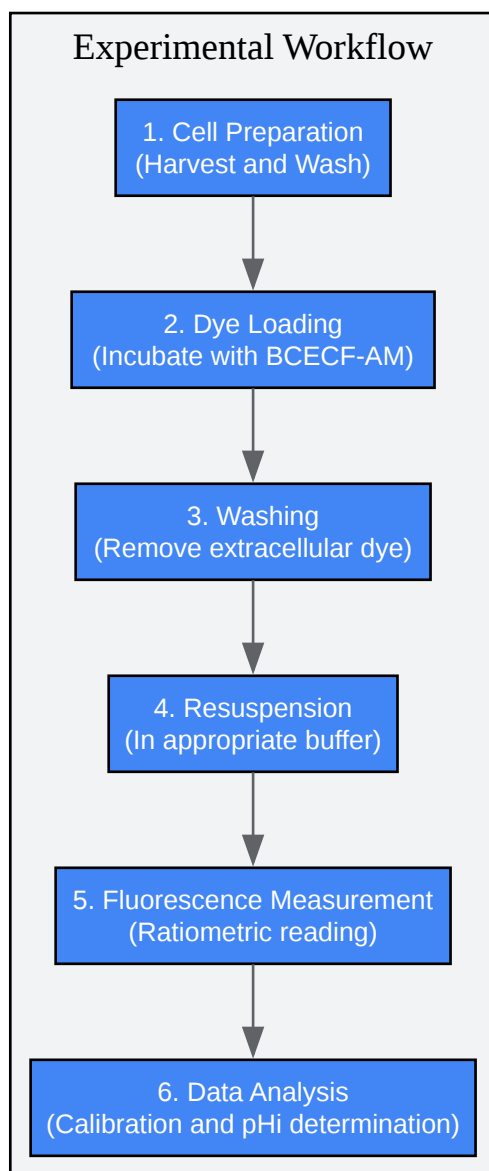 Experimental Workflow
1. Cell Preparation
(Harvest and Wash)
2. Dye Loading
(Incubate with BCECF-AM)
3. Washing
(Remove extracellular dye)
4. Resuspension
(In appropriate buffer)
5. Fluorescence Measurement
(Ratiometric reading)
6. Data Analysis
(Calibration and pHi determination)